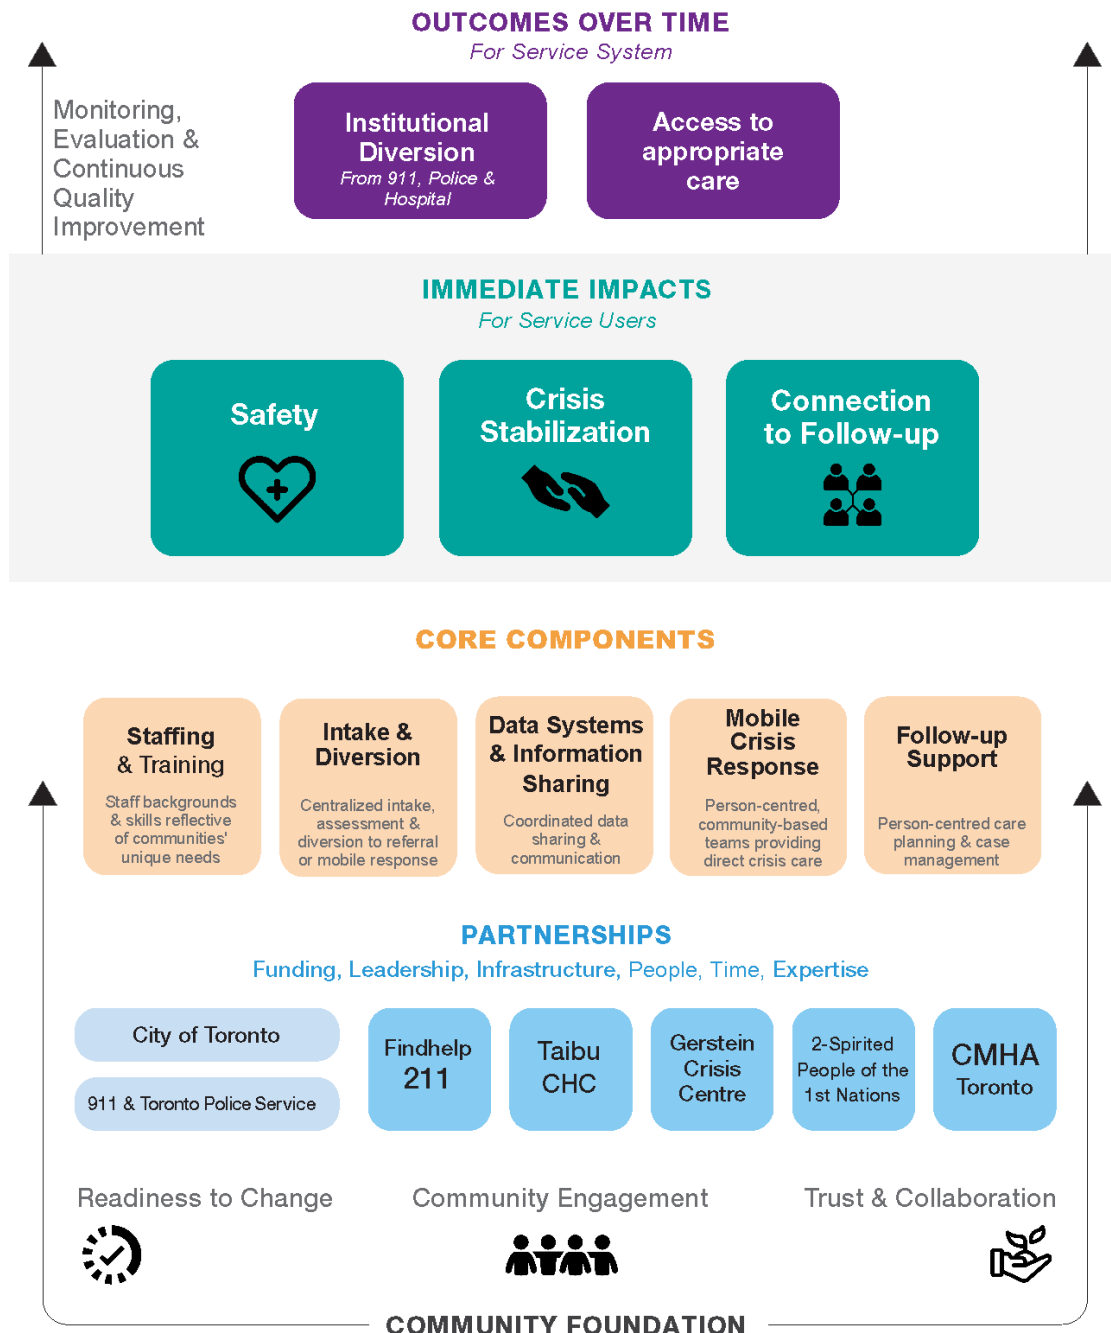 OUTCOMES OVER TIME
For Service System
Monitoring,
Evaluation &
Continuous
Quality
Improvement
Institutional
Diversion
From 911, Police &
Hospital
Access to
appropriate
care
IMMEDIATE IMPACTS
For Service Users
Safety
Crisis
Stabilization
Connection
to Follow-up
CORE COMPONENTS
Staffing
& Training
Staff backgrounds
& skills reflective
of communities'
unique needs
Intake &
Diversion
Centralized intake,
assessment &
diversion to referral
or mobile response
Data Systems
& Information
Sharing
Coordinated data
sharing &
communication
Mobile
Crisis
Response
Person-centred,
community-based
teams providing
direct crisis care
Follow-up
Support
Person-centred care
planning & case
management
PARTNERSHIPS
Funding, Leadership, Infrastructure, People, Time, Expertise
City of Toronto
911 & Toronto Police Service
Findhelp
211
Taibu
CHC
Gerstein
Crisis
Centre
2-Spirited
People of the
1st Nations
CMHA
Toronto
Readiness to Change
Community Engagement
Trust & Collaboration
COMMUNITY FOUNDATION